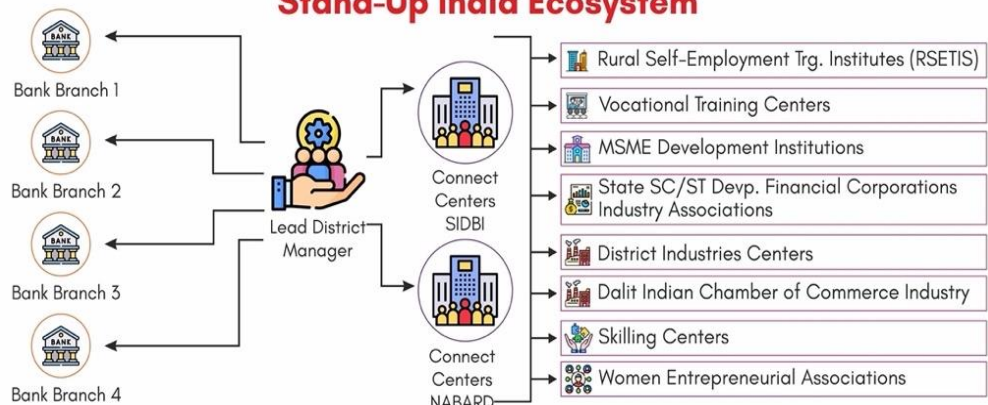 Stand-Up India Ecosystem
BANK
Bank Branch 1
BANK
Bank Branch 2
BANK
Bank Branch 3
BANK
Bank Branch 4
Lead District
Manager
Connect
Centers
SIDBI
Connect
Centers
NABARD
Rural Self-Employment Trg. Institutes (RSETIS)
Vocational Training Centers
MSME Development Institutions
State SC/ST Devp. Financial Corporations
Industry Associations
District Industries Centers
Dalit Indian Chamber of Commerce Industry
Skilling Centers
Women Entrepreneurial Associations